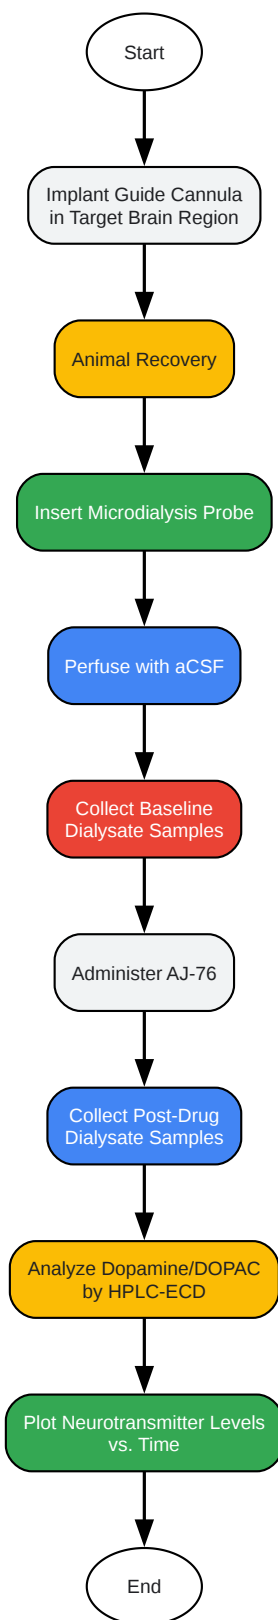 Start
Implant Guide Cannula
in Target Brain Region
Animal Recovery
Insert Microdialysis Probe
Perfuse with aCSF
Collect Baseline
Dialysate Samples
Administer AJ-76
Collect Post-Drug
Dialysate Samples
Analyze Dopamine/DOPAC
by HPLC-ECD
Plot Neurotransmitter Levels
vs. Time
End